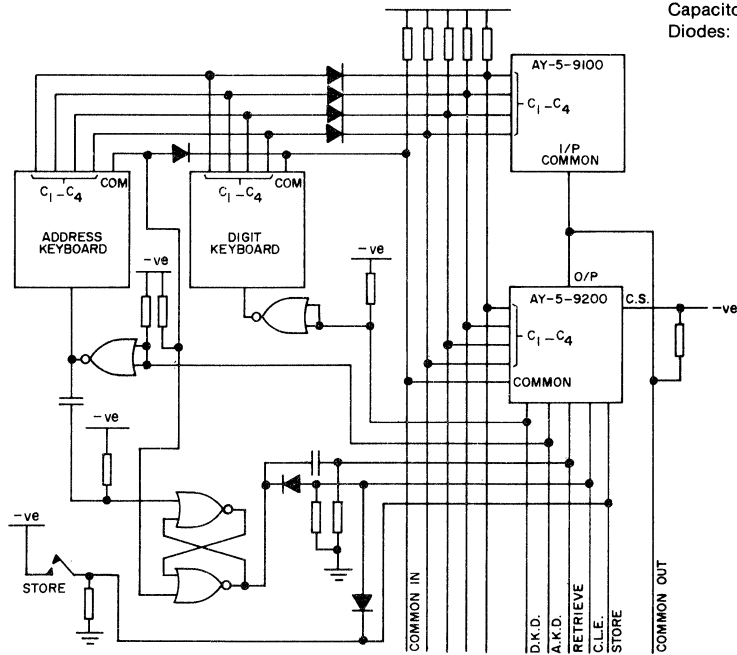 Capacito
Diodes:
AY-5-9100
C1-C4
I/P
COMMON
C1-C4
COM
ADDRESS
KEYBOARD
C1-C4
COM
DIGIT
KEYBOARD
-ve
-ve
O/P
AY-5-9200
C.S.
-ve
C1-C4
COMMON
-ve
-ve
STORE
COMMON IN
D.K.D.
A.K.D.
RETRIEVE
C.L.E.
STORE
COMMON OUT